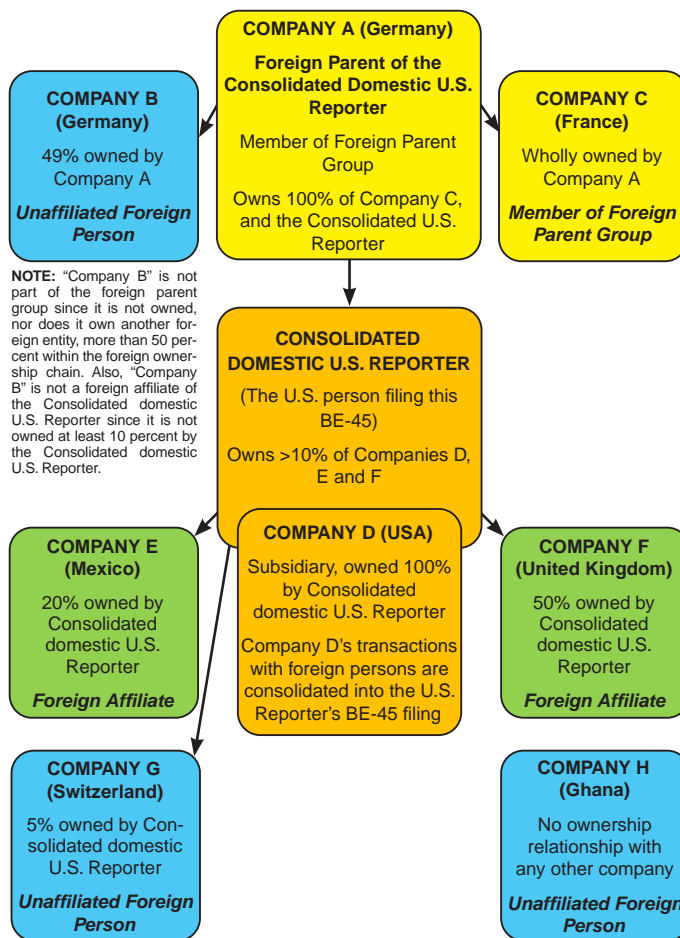 COMPANY A (Germany)
Foreign Parent of the
Consolidated Domestic U.S.
Reporter
Member of Foreign Parent
Group
Owns 100% of Company C,
and the Consolidated U.S.
Reporter
COMPANY B
(Germany)
49% owned by
Company A
Unaffiliated Foreign
Person
COMPANY C
(France)
Wholly owned by
Company A
Member of Foreign
Parent Group
NOTE: “Company B” is not
part of the foreign parent
group since it is not owned,
nor does it own another for-
eign entity, more than 50 per-
cent within the foreign owner-
ship chain. Also, “Company
B” is not a foreign affiliate of
the Consolidated domestic
U.S. Reporter since it is not
owned at least 10 percent by
the Consolidated domestic
U.S. Reporter.
CONSOLIDATED
DOMESTIC U.S. REPORTER
(The U.S. person filing this
BE-45)
Owns >10% of Companies D,
E and F
COMPANY D (USA)
Subsidiary, owned 100%
by Consolidated
domestic U.S. Reporter
Company D’s transactions
with foreign persons are
consolidated into the U.S.
Reporter’s BE-45 filing
COMPANY E
(Mexico)
20% owned by
Consolidated
domestic U.S.
Reporter
Foreign Affiliate
COMPANY F
(United Kingdom)
50% owned by
Consolidated
domestic U.S.
Reporter
Foreign Affiliate
COMPANY G
(Switzerland)
5% owned by Con-
solidated domestic
U.S. Reporter
Unaffiliated Foreign
Person
COMPANY H
(Ghana)
No ownership
relationship with
any other company
Unaffiliated Foreign
Person